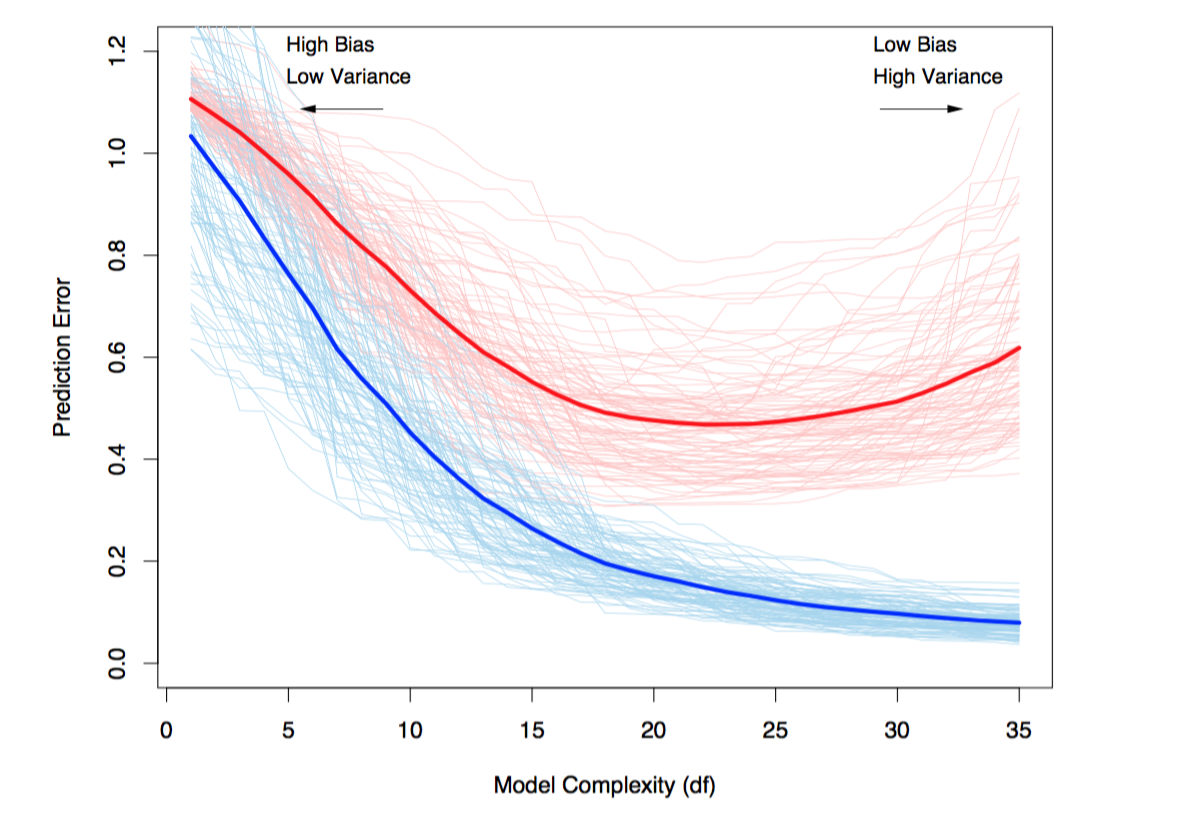 High Bias
Low Variance
Low Bias
High Variance
Prediction Error
1.2
1.0
0.8
0.6
0.4
0.2
0.0
0 5 10 15 20 25 30 35
Model Complexity (df)